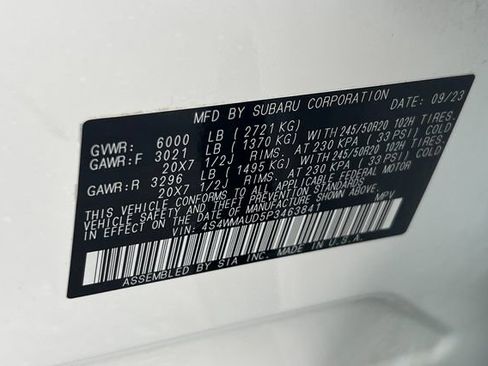 MFD BY SUBARU CORPORATION DATE: 09/23
GVWR: 6000 LB (2721 KG)
GAWR:F 3021 LB (1370 KG) WITH 245/50R20 102H TIRES,
20X7 1/2J RIMS. AT 230 KPA / 33 PSI COLD
GAWR:R 3296 LB (1495 KG) WITH 245/50R20 102H TIRES,
20X7 1/2J RIMS. AT 230 KPA / 33 PSI COLD
THIS VEHICLE CONFORMS TO ALL APPLICABLE FEDERAL MOTOR
VEHICLE SAFETY STANDARDS IN EFFECT ON THE DATE OF
MANUFACTURE SHOWN ABOVE.
VIN: 4S4WMAUD5P3463841 MPV
ASSEMBLED BY SIA INC. MADE IN U.S.A.